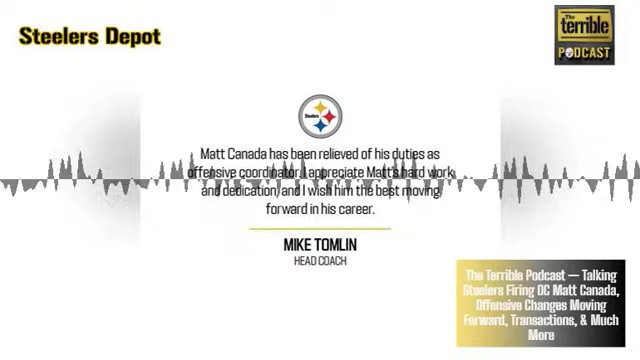 Steelers Depot
The
terrible
PODCAST
Steelers
Matt Canada has been relieved of his duties as
offensive coordinator. I appreciate Matt's hard work
and dedication, and I wish him the best moving
forward in his career.
MIKE TOMLIN
HEAD COACH
The Terrible Podcast — Talking
Steelers Firing OC Matt Canada,
Offensive Changes Moving
Forward, Transactions, & Much
More